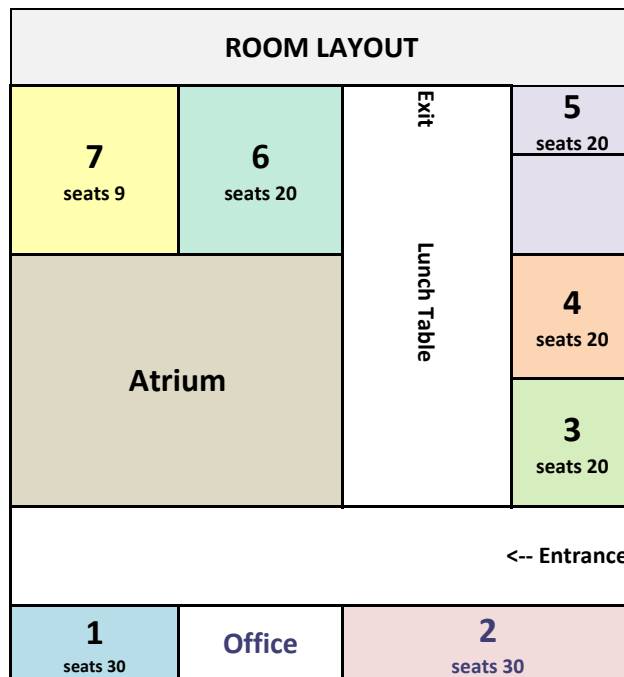 ROOM LAYOUT
7
seats 9
6
seats 20
Exit
5
seats 20
Lunch Table
4
seats 20
Atrium
3
seats 20
<-- Entrance
1
seats 30
Office
2
seats 30